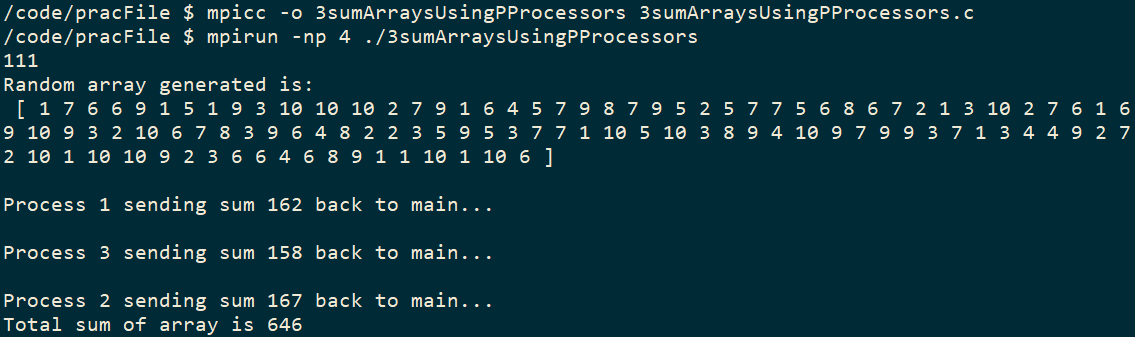 /code/pracFile $ mpicc -o 3sumArraysUsingPProcessors 3sumArraysUsingPProcessors.c
/code/pracFile $ mpirun -np 4 ./3sumArraysUsingPProcessors
111
Random array generated is:
[ 1 7 6 6 9 1 5 1 9 3 10 10 10 2 7 9 1 6 4 5 7 9 8 7 9 5 2 5 7 7 5 6 8 6 7 2 1 3 10 2 7 6 1 6
9 10 9 3 2 10 6 7 8 3 9 6 4 8 2 2 3 5 9 5 3 7 7 1 10 5 10 3 8 9 4 10 9 7 9 9 3 7 1 3 4 4 9 2 7
2 10 1 10 10 9 2 3 6 6 4 6 8 9 1 1 10 1 10 6 ]
Process 1 sending sum 162 back to main...
Process 3 sending sum 158 back to main...
Process 2 sending sum 167 back to main...
Total sum of array is 646